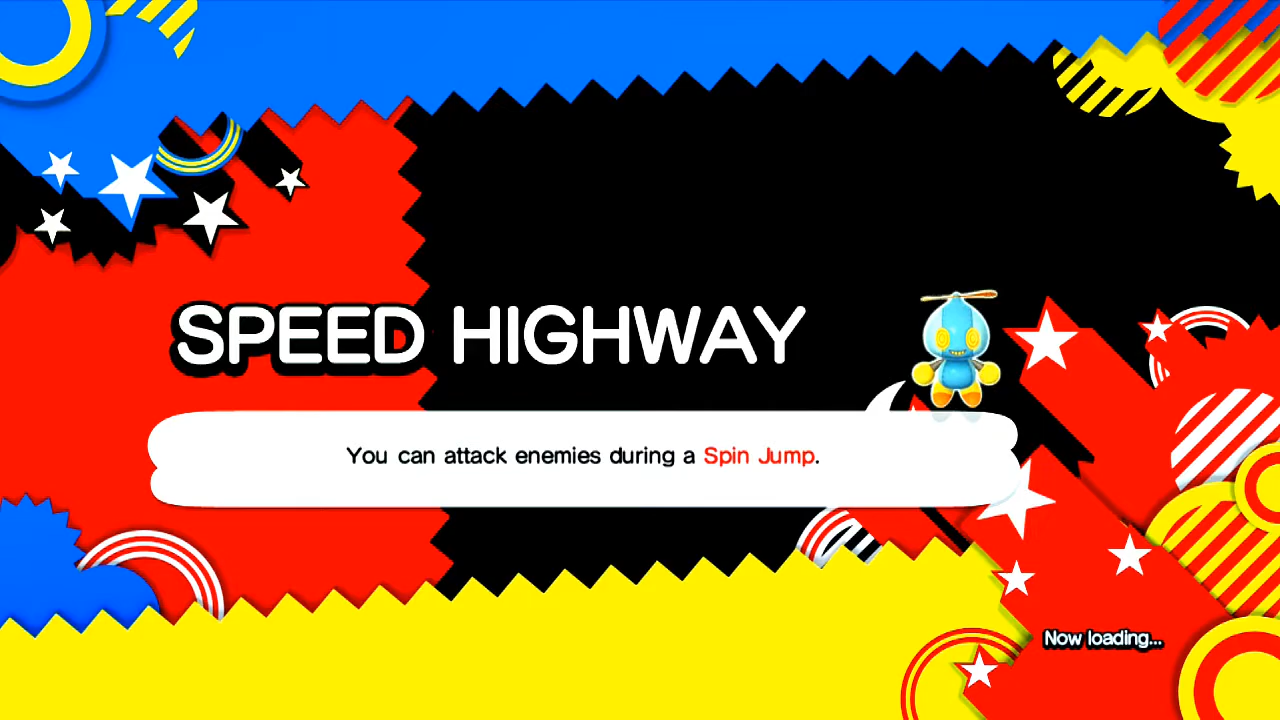 SPEED HIGHWAY
You can attack enemies during a Spin Jump.
Now loading...